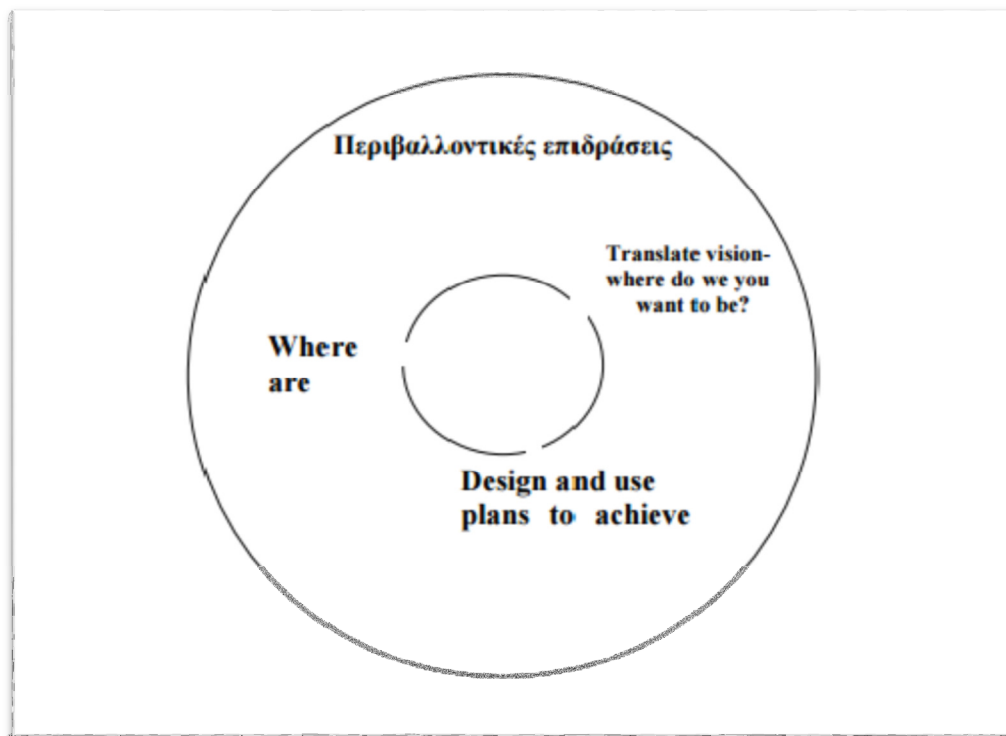 Περιβαλλοντικές επιδράσεις
Translate vision-
where do we you
want to be?
Where
are
Design and use
plans to achieve